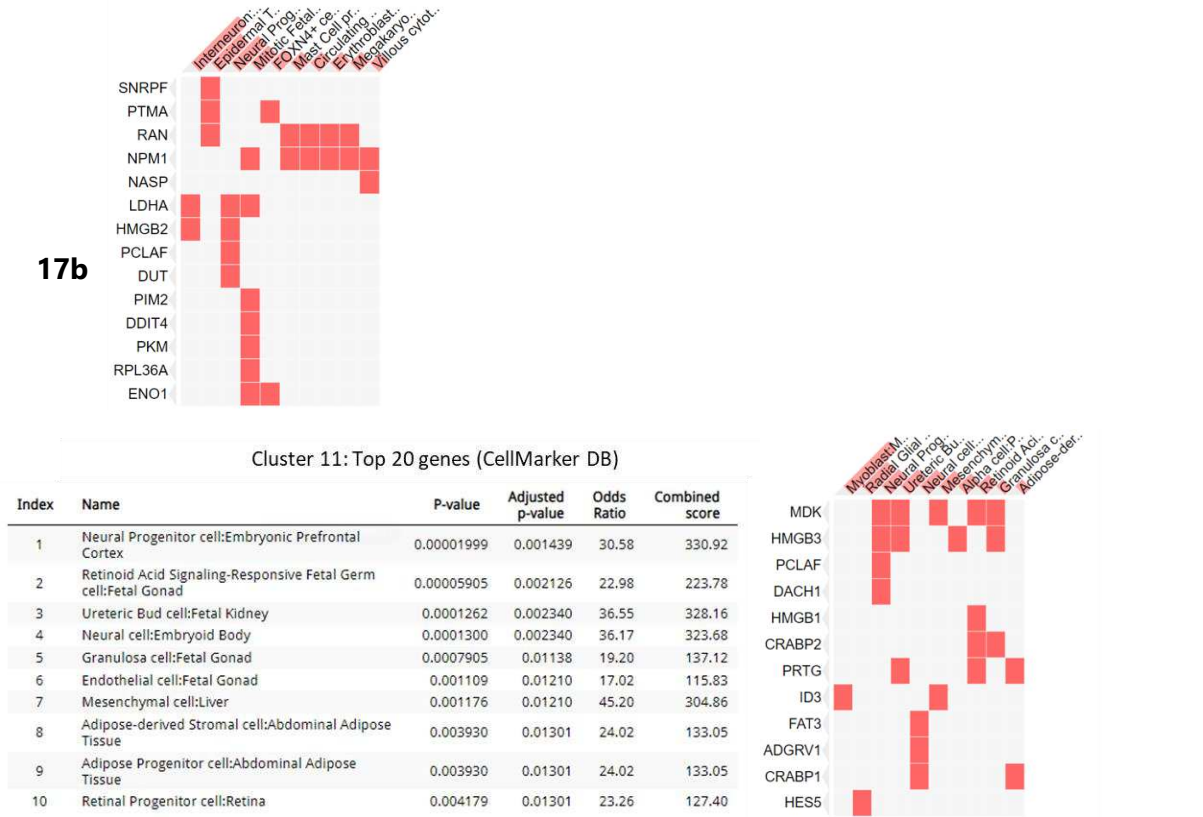 Interneuron...
Epidermal T..
Neural Prog..
Mitotic Fetal..
FOXN4+ ce..
Mast Cell pr..
Circulating ..
Erythroblast..
Megakaryo..
Villous cytot..
SNRPF
PTMA
RAN
NPM1
NASP
LDHA
HMGB2
PCLAF
DUT
PIM2
DDIT4
PKM
RPL36A
ENO1
17b
Cluster 11: Top 20 genes (CellMarker DB)
Index Name P-value Adjusted p-value Odds Ratio Combined score
1 Neural Progenitor cell:Embryonic Prefrontal Cortex 0.00001999 0.001439 30.58 330.92
2 Retinoid Acid Signaling-Responsive Fetal Germ cell:Fetal Gonad 0.00005905 0.002126 22.98 223.78
3 Ureteric Bud cell:Fetal Kidney 0.0001262 0.002340 36.55 328.16
4 Neural cell:Embryoid Body 0.0001300 0.002340 36.17 323.68
5 Granulosa cell:Fetal Gonad 0.0007905 0.01138 19.20 137.12
6 Endothelial cell:Fetal Gonad 0.001109 0.01210 17.02 115.83
7 Mesenchymal cell:Liver 0.001176 0.01210 45.20 304.86
8 Adipose-derived Stromal cell:Abdominal Adipose Tissue 0.003930 0.01301 24.02 133.05
9 Adipose Progenitor cell:Abdominal Adipose Tissue 0.003930 0.01301 24.02 133.05
10 Retinal Progenitor cell:Retina 0.004179 0.01301 23.26 127.40
Myoblast:M..
Radial Glial ..
Neural Prog..
Ureteric Bu..
Neural cell:..
Mesenchym..
Alpha cell:P..
Retinoid Aci..
Granulosa c..
Adipose-der..
MDK
HMGB3
PCLAF
DACH1
HMGB1
CRABP2
PRTG
ID3
FAT3
ADGRV1
CRABP1
HES5